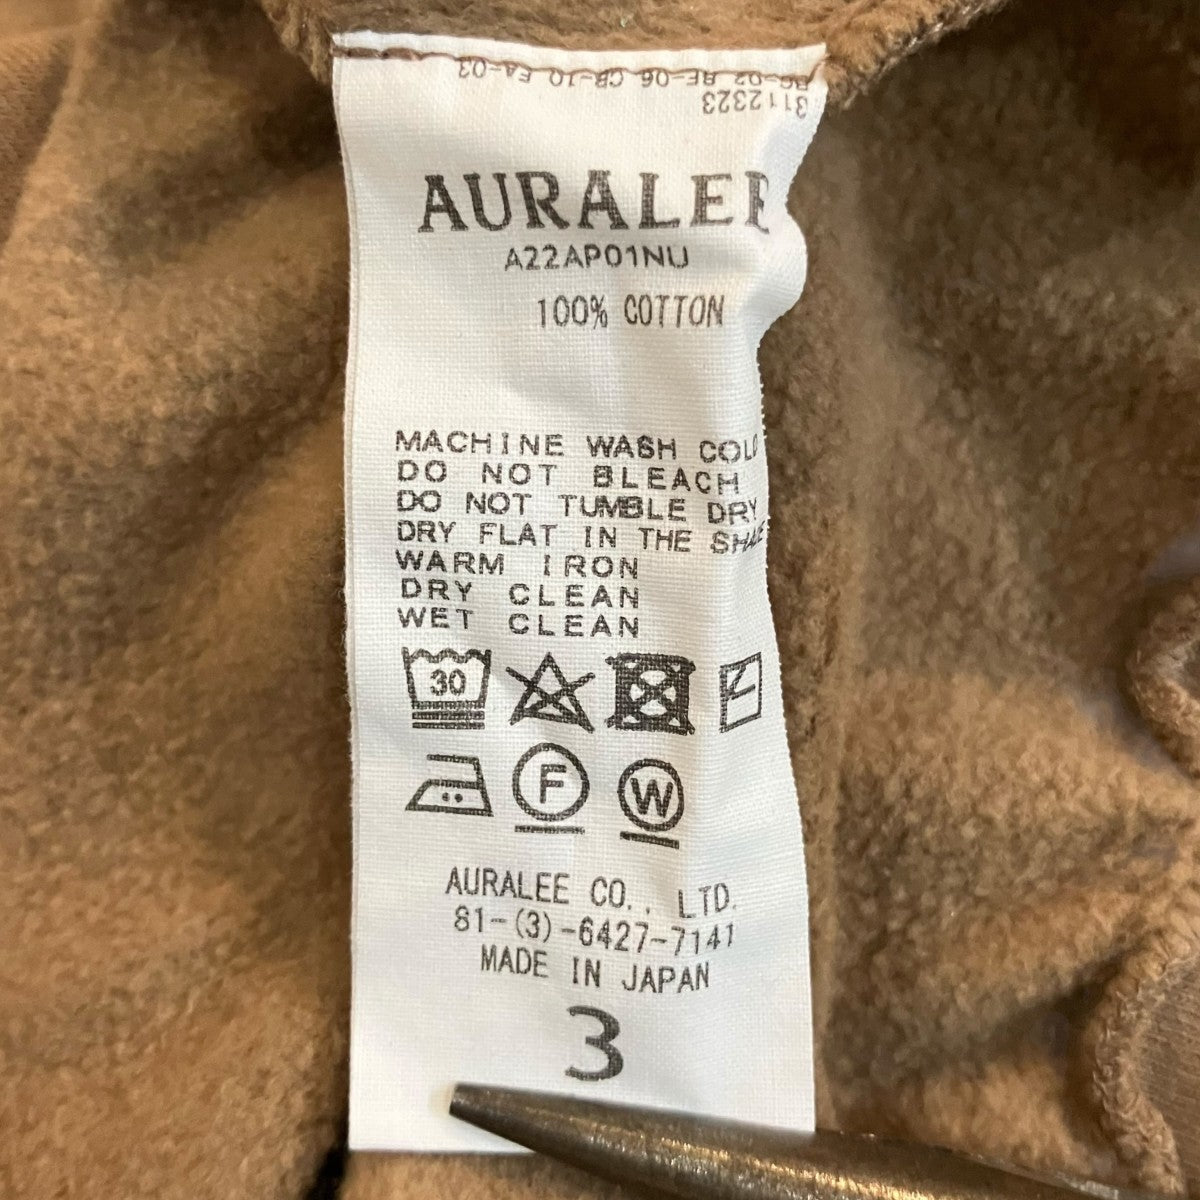 BC-02 BE-06 CB-10 EA-03
3112323
AURALEE
A22AP01NU
100% COTTON
MACHINE WASH COLD
DO NOT BLEACH
DO NOT TUMBLE DRY
DRY FLAT IN THE SHADE
WARM IRON
DRY CLEAN
WET CLEAN
30
F
W
AURALEE CO., LTD.
81-(3)-6427-7141
MADE IN JAPAN
3